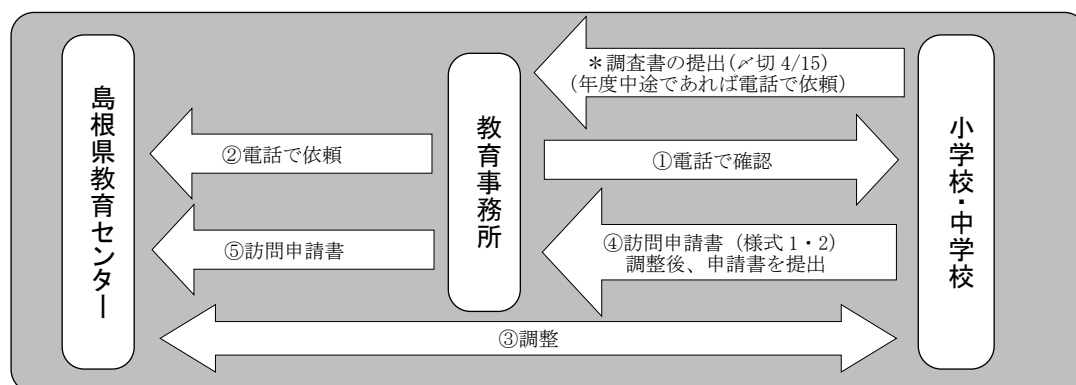 島根県教育センター
教育事務所
小学校・中学校
＊調査書の提出(〆切 4/15)
(年度中途であれば電話で依頼)
②電話で依頼
①電話で確認
⑤訪問申請書
④訪問申請書（様式 1・2）
調整後、申請書を提出
③調整